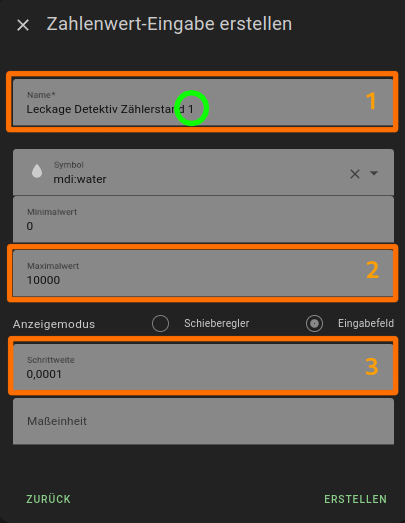 Zahlenwert-Eingabe erstellen
Name*
Leckage Detektiv Zählerstand 1
1
Symbol
mdi:water
Minimalwert
0
Maximalwert
10000
2
Anzeigemodus Schieberegler Eingabefeld
Schrittweite
0,0001
3
Maßeinheit
ZURÜCK ERSTELLEN